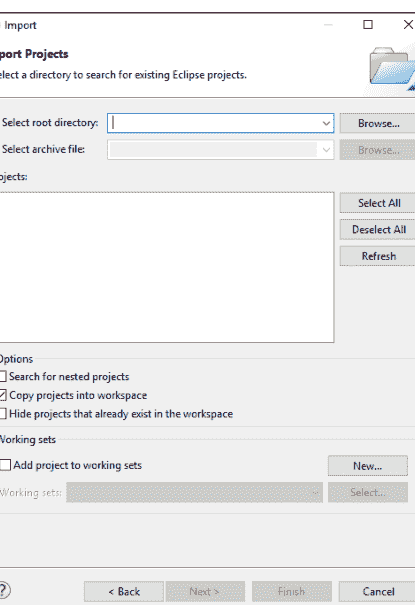 Import
port Projects
elect a directory to search for existing Eclipse projects.
Select root directory:
Browse...
Select archive file:
Browse...
ojects:
Select All
Deselect All
Refresh
Options
Search for nested projects
Copy projects into workspace
Hide projects that already exist in the workspace
Working sets
Add project to working sets
New...
Working sets:
Select...
?
< Back
Next >
Finish
Cancel